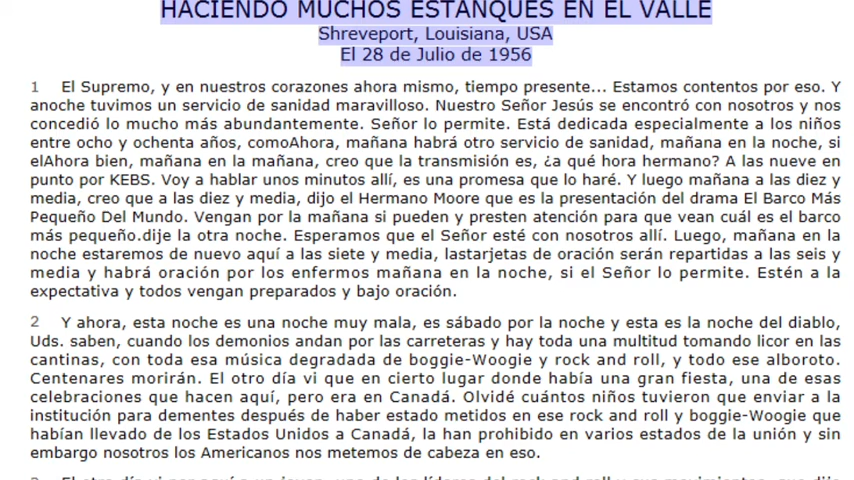 HACIENDO MUCHOS ESTANQUES EN EL VALLE
Shreveport, Louisiana, USA
El 28 de Julio de 1956
1 El Supremo, y en nuestros corazones ahora mismo, tiempo presente... Estamos contentos por eso. Y
anoche tuvimos un servicio de sanidad maravilloso. Nuestro Señor Jesús se encontró con nosotros y nos
concedió lo mucho más abundantemente. Señor lo permite. Está dedicada especialmente a los niños
entre ocho y ochenta años, comoAhora, mañana habrá otro servicio de sanidad, mañana en la noche, si
elAhora bien, mañana en la mañana, creo que la transmisión es, ¿a qué hora hermano? A las nueve en
punto por KEBS. Voy a hablar unos minutos allí, es una promesa que lo haré. Y luego mañana a las diez y
media, creo que a las diez y media, dijo el Hermano Moore que es la presentación del drama El Barco Más
Pequeño Del Mundo. Vengan por la mañana si pueden y presten atención para que vean cuál es el barco
más pequeño.dije la otra noche. Esperamos que el Señor esté con nosotros allí. Luego, mañana en la
noche estaremos de nuevo aquí a las siete y media, lastarjetas de oración serán repartidas a las seis y
media y habrá oración por los enfermos mañana en la noche, si el Señor lo permite. Estén a la
expectativa y todos vengan preparados y bajo oración.
2 Y ahora, esta noche es una noche muy mala, es sábado por la noche y esta es la noche del diablo,
Uds. saben, cuando los demonios andan por las carreteras y hay toda una multitud tomando licor en las
cantinas, con toda esa música degradada de boggie-Woogie y rock and roll, y todo ese alboroto.
Centenares morirán. El otro día vi que en cierto lugar donde había una gran fiesta, una de esas
celebraciones que hacen aquí, pero era en Canadá. Olvidé cuántos niños tuvieron que enviar a la
institución para dementes después de haber estado metidos en ese rock and roll y boggie-Woogie que
habían llevado de los Estados Unidos a Canadá, la han prohibido en varios estados de la unión y sin
embargo nosotros los Americanos nos metemos de cabeza en eso.